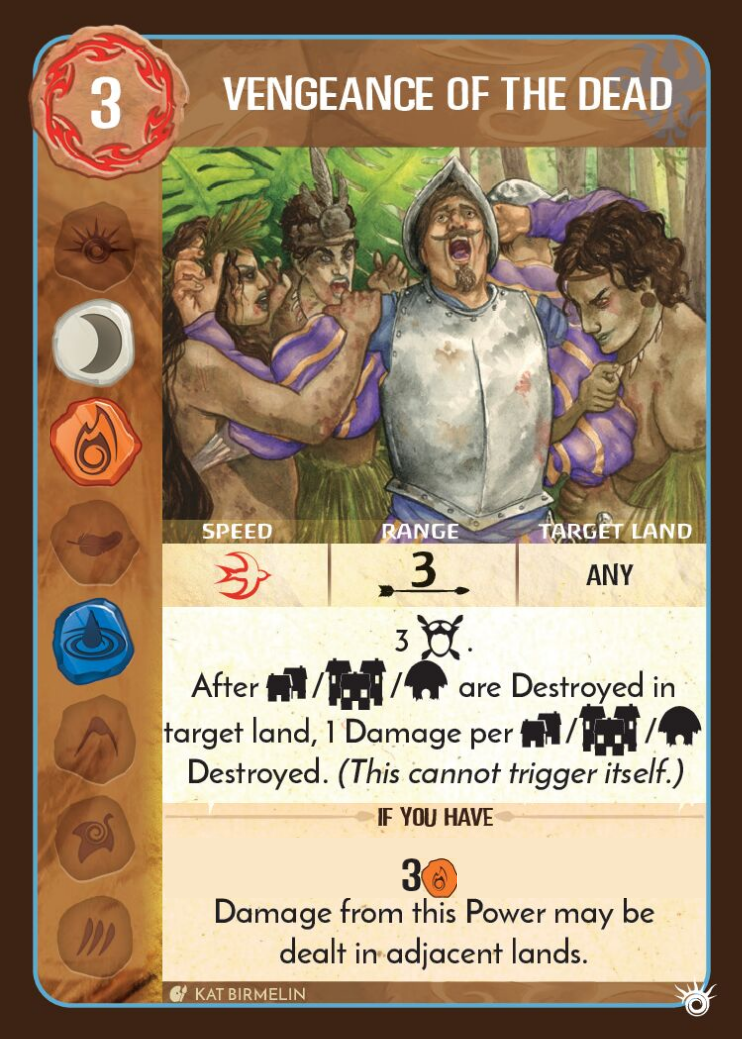 3
VENGEANCE OF THE DEAD
SPEED RANGE TARGET LAND
3 ANY
3 .
After / / are Destroyed in
target land, 1 Damage per / /
Destroyed. (This cannot trigger itself.)
IF YOU HAVE
3
Damage from this Power may be
dealt in adjacent lands.
KAT BIRMELIN